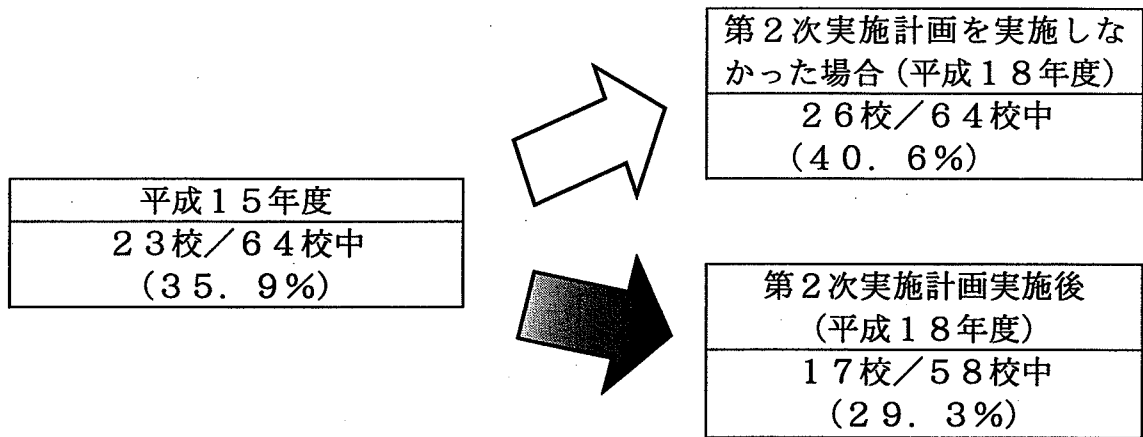 第２次実施計画を実施しな
かった場合（平成１８年度）
２６校／６４校中
（４０．６％）
平成１５年度
２３校／６４校中
（３５．９％）
第２次実施計画実施後
（平成１８年度）
１７校／５８校中
（２９．３％）